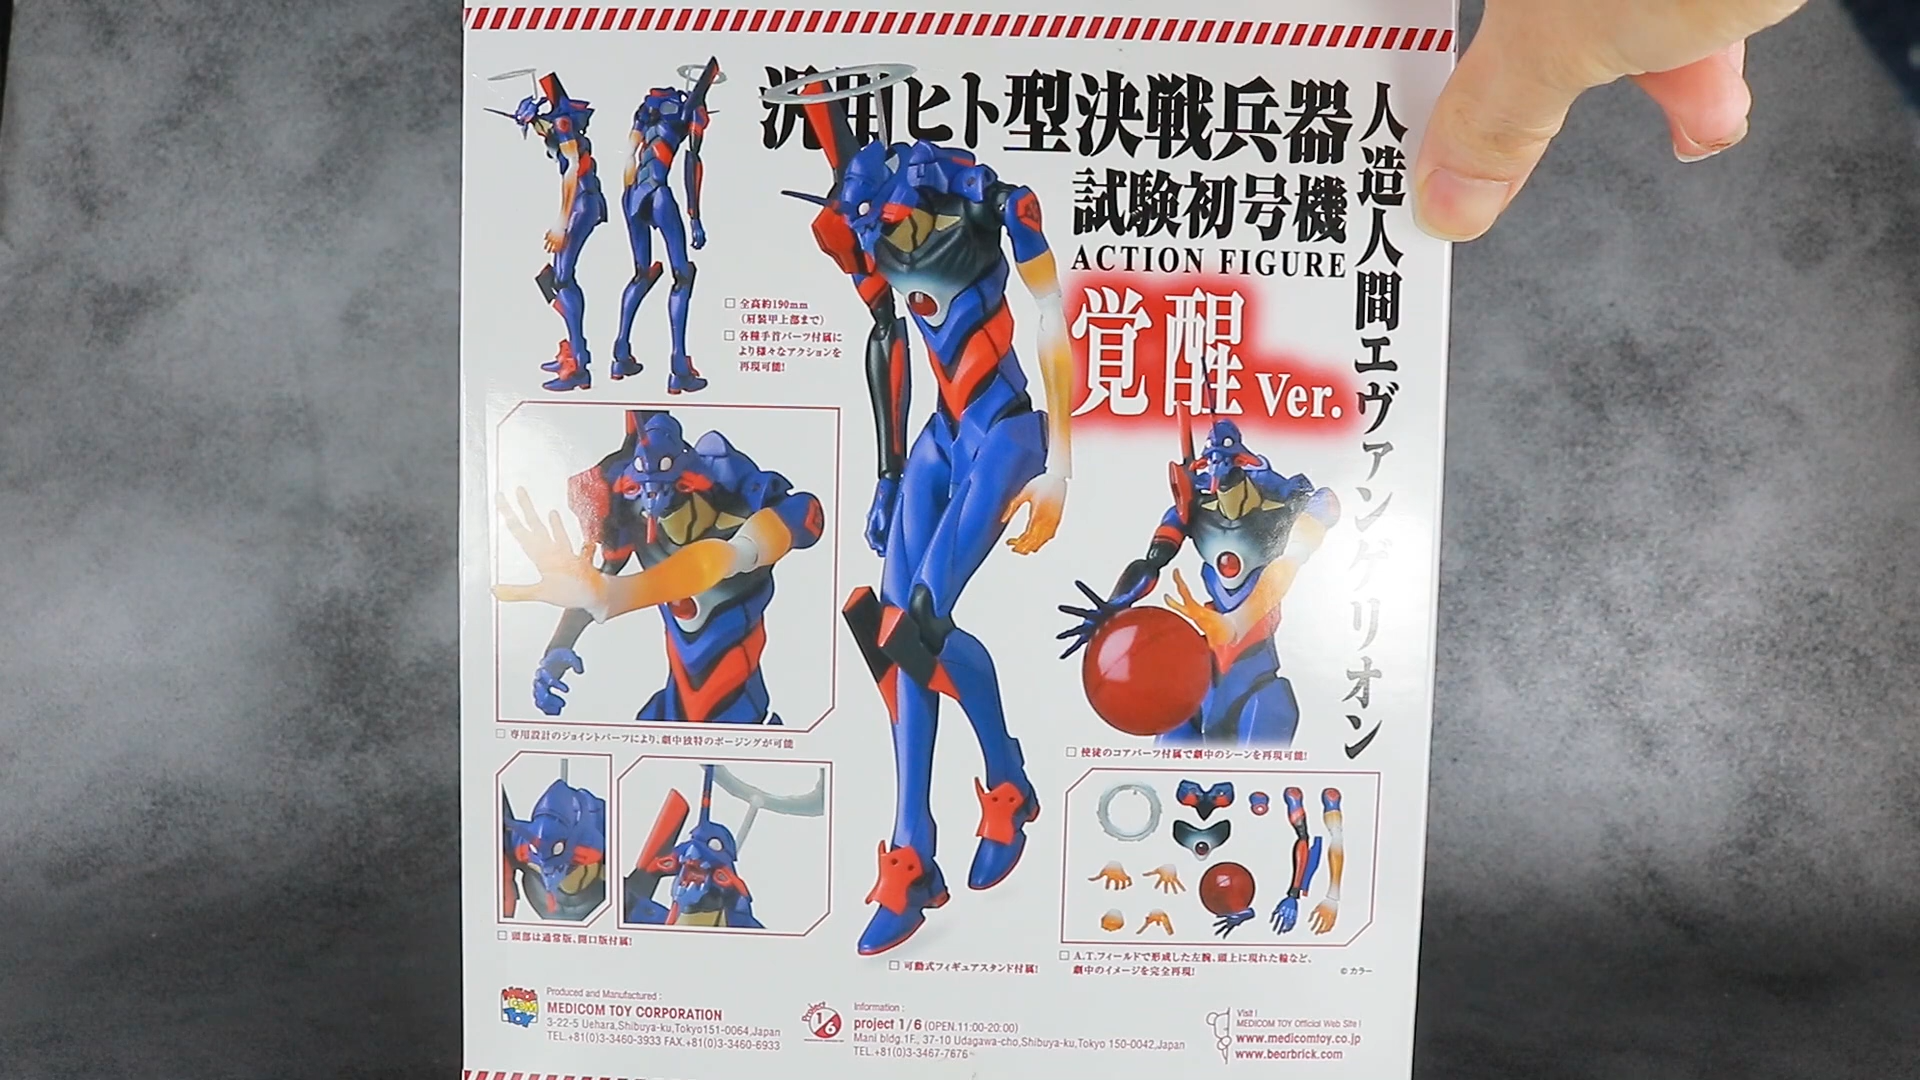 汎用ヒト型決戦兵器
人造人間エヴァンゲリオン
試験初号機
ACTION FIGURE
覚醒 Ver.
□ 全高約190mm
(肩装甲上部まで)
□ 各種手首パーツ付属に
より様々なアクションを
再現可能!
□ 専用設計のジョイントパーツにより、劇中独特のポージングが可能
□ 使徒のコアパーツ付属で劇中のシーンを再現可能!
□ 頭部は通常版、開口版付属!
□ 可動式フィギュアスタンド付属!
□ A.T.フィールドで形成した左腕、頭上に現れた輪など、
劇中のイメージを完全再現!
© カラー
MEDICOM TOY
Produced and Manufactured :
MEDICOM TOY CORPORATION
3-22-5 Uehara,Shibuya-ku,Tokyo151-0064,Japan
TEL.+81(0)3-3460-3933 FAX.+81(0)3-3460-6933
Project 1/6
Information :
project 1/6 (OPEN.11:00-20:00)
Mani bldg.1F., 37-10 Udagawa-cho,Shibuya-ku,Tokyo 150-0042,Japan
TEL.+81(0)3-3467-7676
Visit !
MEDICOM TOY Official Web Site !
www.medicomtoy.co.jp
www.bearbrick.com